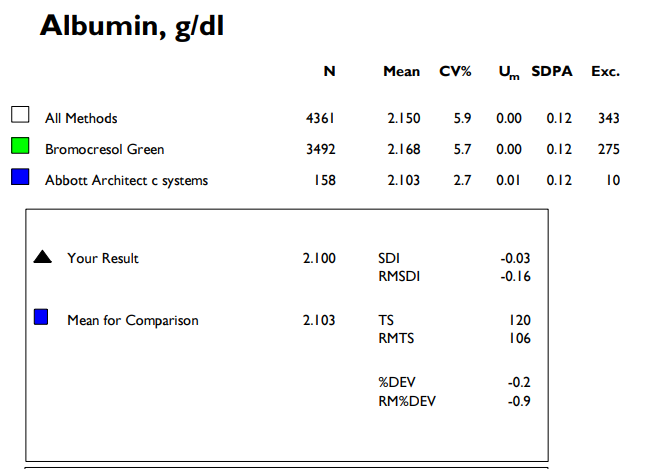 Albumin, g/dl
N Mean CV% Um SDPA Exc.
All Methods 4361 2.150 5.9 0.00 0.12 343
Bromocresol Green 3492 2.168 5.7 0.00 0.12 275
Abbott Architect c systems 158 2.103 2.7 0.01 0.12 10
Your Result 2.100 SDI -0.03
RMSDI -0.16
Mean for Comparison 2.103 TS 120
RMTS 106
%DEV -0.2
RM%DEV -0.9